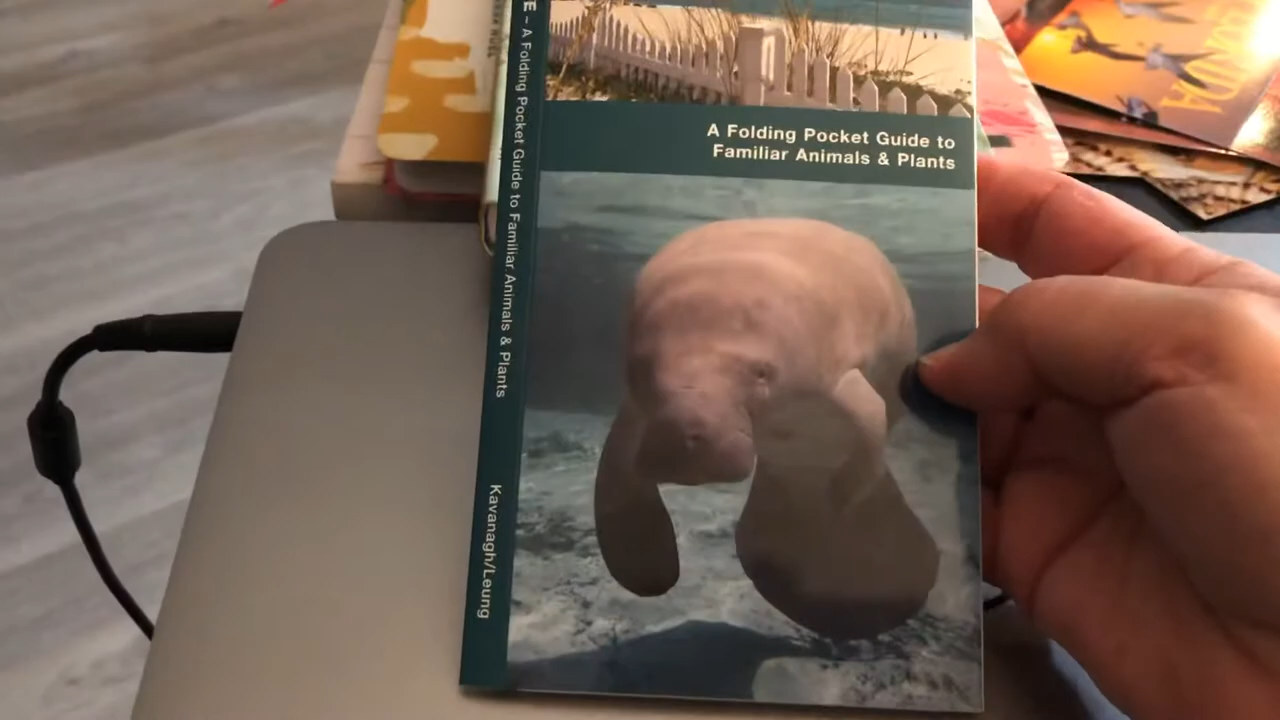 A Folding Pocket Guide to
Familiar Animals & Plants
E – A Folding Pocket Guide to Familiar Animals & Plants
Kavanagh/Leung